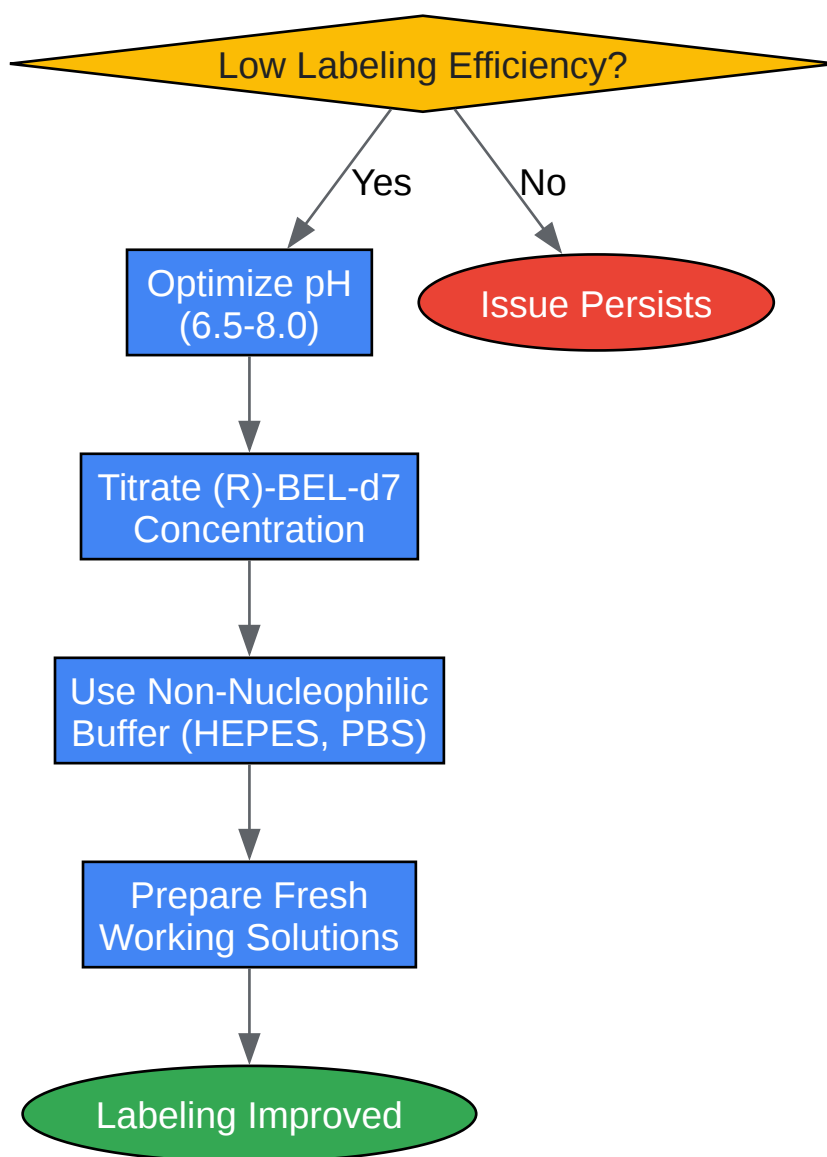 Low Labeling Efficiency?
Yes
No
Optimize pH
(6.5-8.0)
Issue Persists
Titrate (R)-BEL-d7
Concentration
Use Non-Nucleophilic
Buffer (HEPES, PBS)
Prepare Fresh
Working Solutions
Labeling Improved